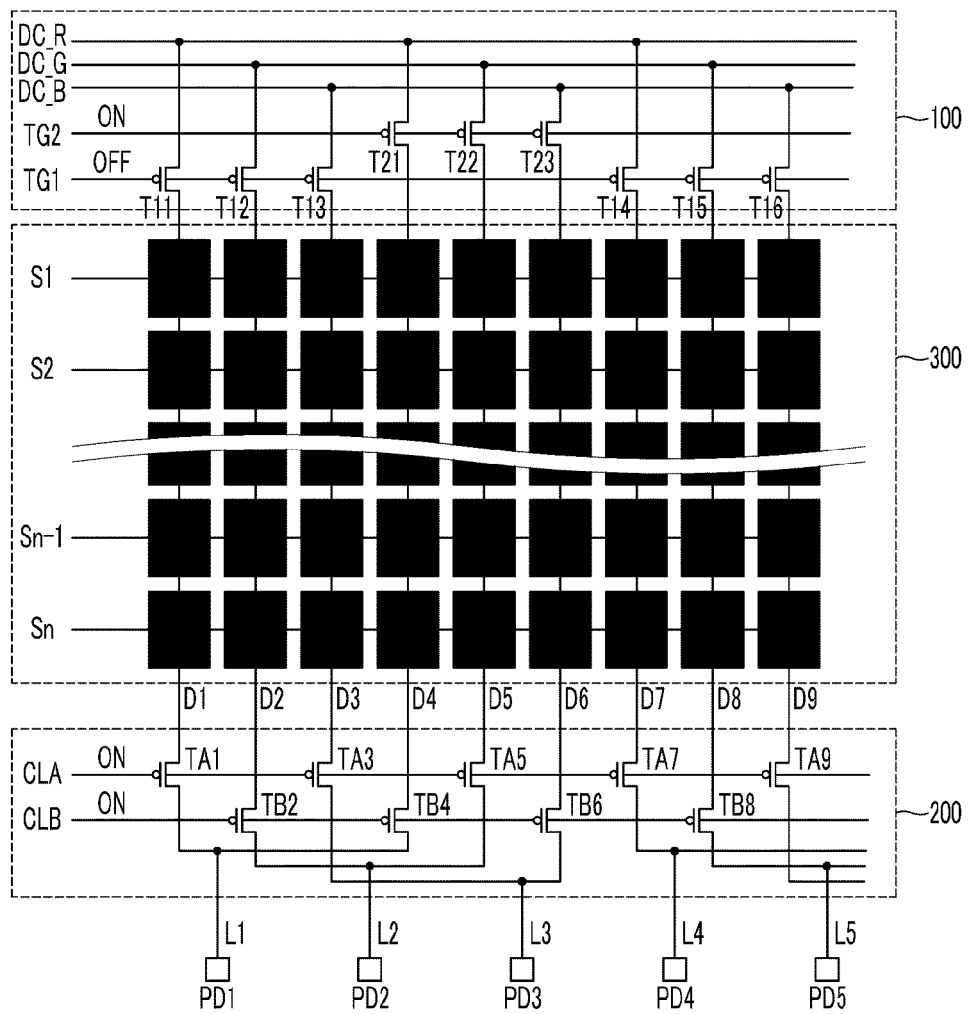 DC_R
DC_G
DC_B
TG2 ON
T21 T22 T23
100
TG1 OFF
T11 T12 T13 T14 T15 T16
S1
S2
300
Sn-1
Sn
D1 D2 D3 D4 D5 D6 D7 D8 D9
CLA ON TA1 TA3 TA5 TA7 TA9
CLB ON TB2 TB4 TB6 TB8
200
L1 L2 L3 L4 L5
PD1 PD2 PD3 PD4 PD5